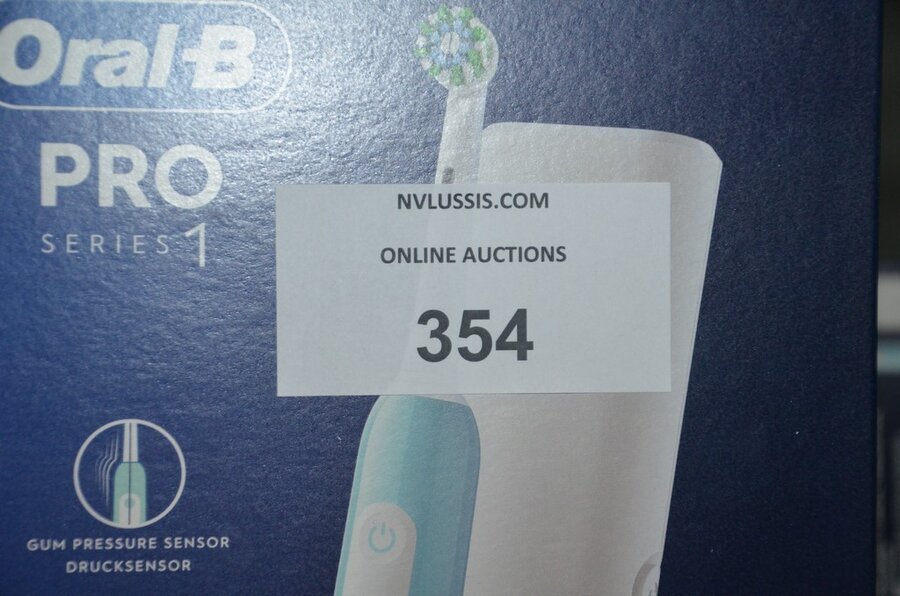 Oral-B
PRO
SERIES 1
NVLUSSIS.COM
ONLINE AUCTIONS
354
GUM PRESSURE SENSOR
DRUCKSENSOR